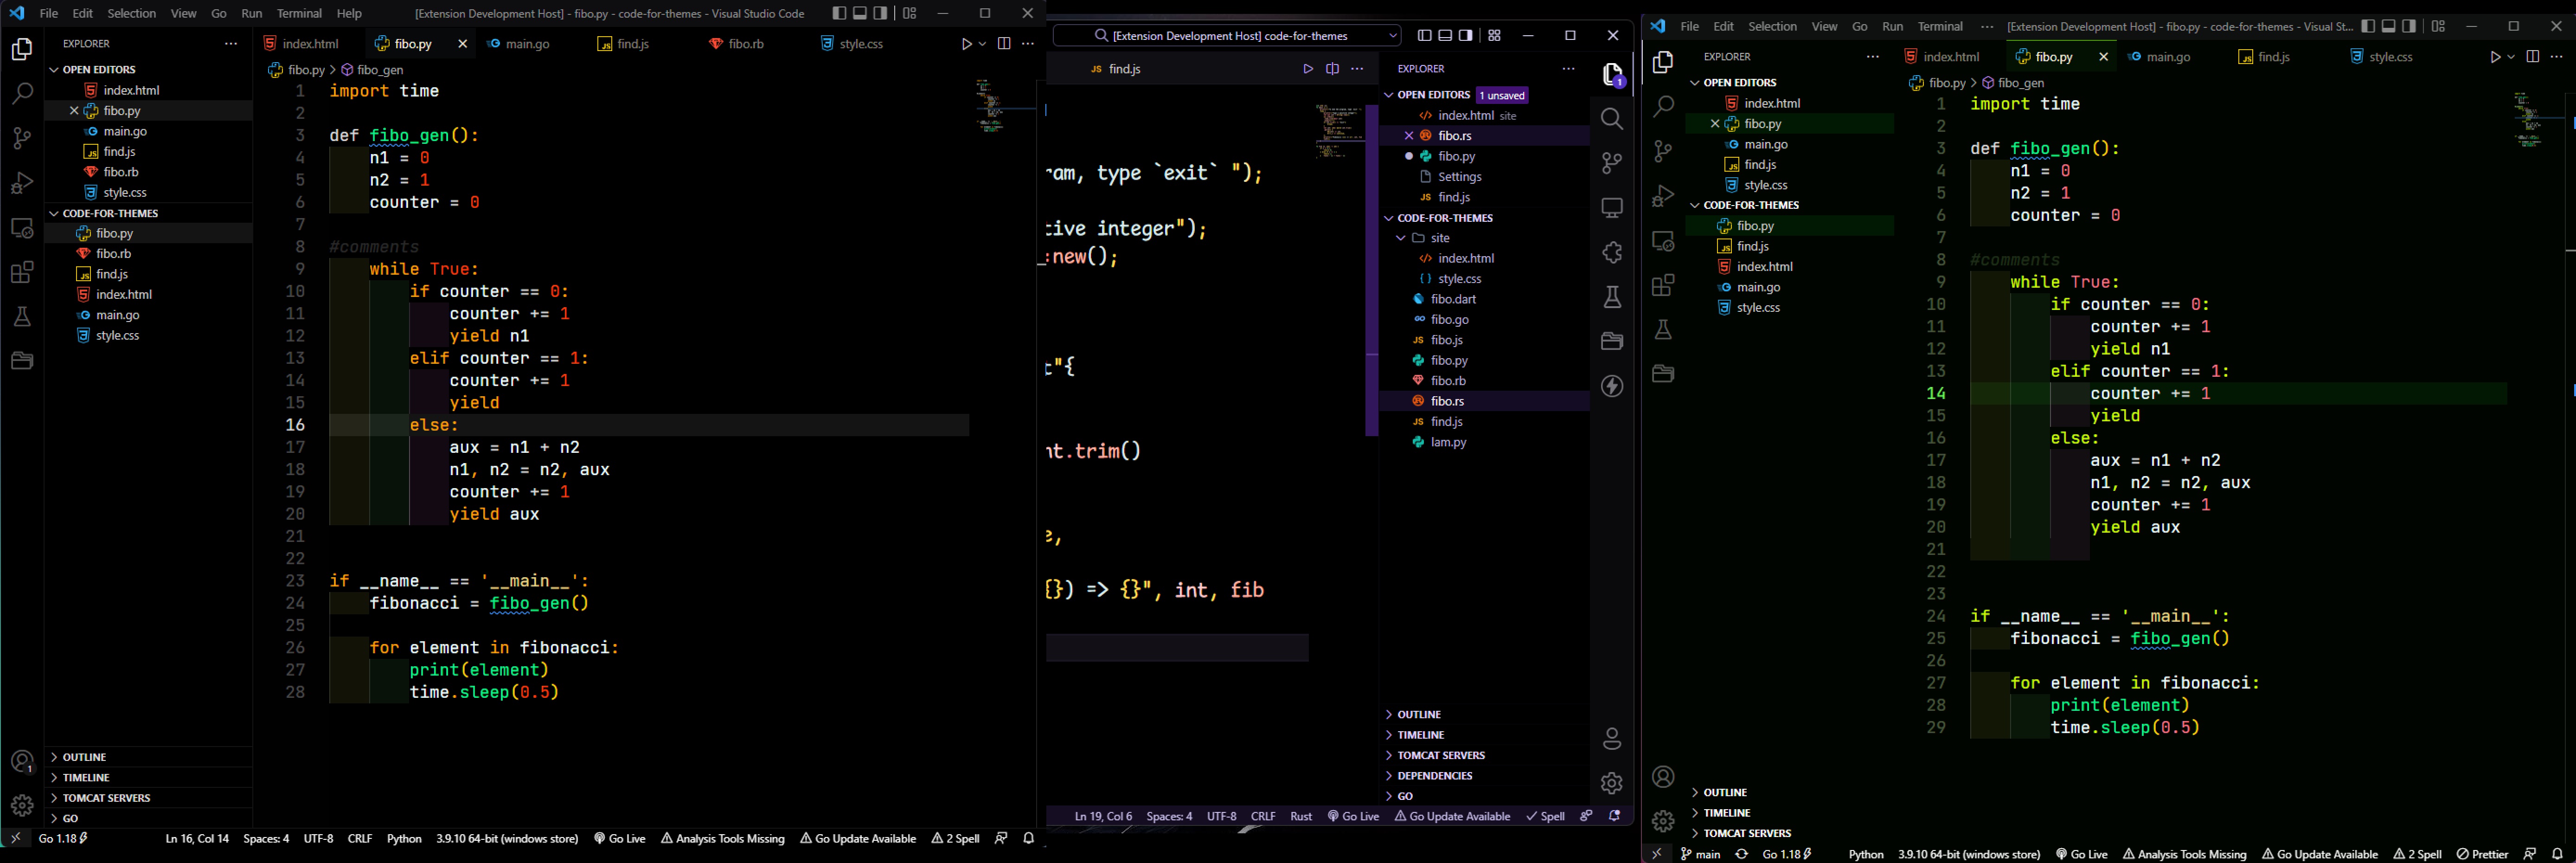 File Edit Selection View Go Run Terminal Help [Extension Development Host] - fibo.py - code-for-themes - Visual Studio Code
EXPLORER
index.html fibo.py main.go find.js fibo.rb style.css
OPEN EDITORS
index.html
fibo.py
main.go
find.js
fibo.rb
style.css
CODE-FOR-THEMES
fibo.py
fibo.rb
find.js
index.html
main.go
style.css
OUTLINE
TIMELINE
TOMCAT SERVERS
GO
fibo.py > fibo_gen
1 import time
2
3 def fibo_gen():
4 n1 = 0
5 n2 = 1
6 counter = 0
7
8 #comments
9 while True:
10 if counter == 0:
11 counter += 1
12 yield n1
13 elif counter == 1:
14 counter += 1
15 yield
16 else:
17 aux = n1 + n2
18 n1, n2 = n2, aux
19 counter += 1
20 yield aux
21
22
23 if __name__ == '__main__':
24 fibonacci = fibo_gen()
25
26 for element in fibonacci:
27 print(element)
28 time.sleep(0.5)
1
Go 1.18 Ln 16, Col 14 Spaces: 4 UTF-8 CRLF Python 3.9.10 64-bit (windows store) Go Live Analysis Tools Missing Go Update Available 2 Spell
[Extension Development Host] code-for-themes
JS find.js
ram, type `exit` ");
tive integer");
:new();
t"{
nt.trim()
e,
{}) => {}", int, fib
EXPLORER
1
OPEN EDITORS 1 unsaved
index.html site
fibo.rs
fibo.py
Settings
JS find.js
CODE-FOR-THEMES
site
index.html
style.css
fibo.dart
fibo.go
JS fibo.js
fibo.py
fibo.rb
fibo.rs
JS find.js
lam.py
OUTLINE
TIMELINE
TOMCAT SERVERS
DEPENDENCIES
GO
Ln 19, Col 6 Spaces: 4 UTF-8 CRLF Rust Go Live Go Update Available Spell
File Edit Selection View Go Run Terminal ... [Extension Development Host] - fibo.py - code-for-themes - Visual St...
EXPLORER
index.html fibo.py main.go find.js style.css
OPEN EDITORS
index.html
fibo.py
main.go
find.js
style.css
CODE-FOR-THEMES
fibo.py
find.js
index.html
main.go
style.css
OUTLINE
TIMELINE
TOMCAT SERVERS
fibo.py > fibo_gen
1 import time
2
3 def fibo_gen():
4 n1 = 0
5 n2 = 1
6 counter = 0
7
8 #comments
9 while True:
10 if counter == 0:
11 counter += 1
12 yield n1
13 elif counter == 1:
14 counter += 1
15 yield
16 else:
17 aux = n1 + n2
18 n1, n2 = n2, aux
19 counter += 1
20 yield aux
21
22
23
24 if __name__ == '__main__':
25 fibonacci = fibo_gen()
26
27 for element in fibonacci:
28 print(element)
29 time.sleep(0.5)
main Go 1.18 Python 3.9.10 64-bit (windows store) Go Live Analysis Tools Missing Go Update Available 2 Spell Prettier